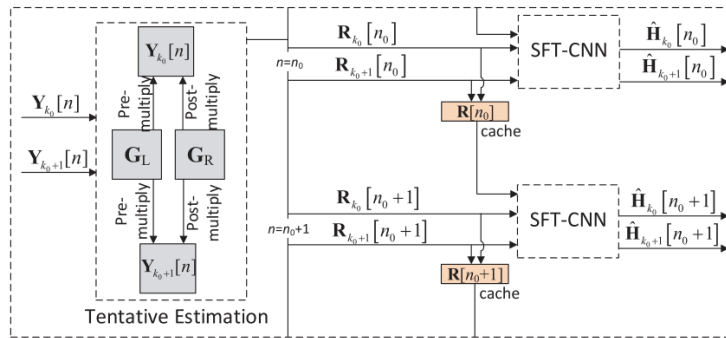 Y_{k_0}[n]
Y_{k_0+1}[n]
Y_{k_0}[n]
Pre-multiply
Post-multiply
G_L
G_R
Pre-multiply
Post-multiply
Y_{k_0+1}[n]
Tentative Estimation
n=n_0
R_{k_0}[n_0]
R_{k_0+1}[n_0]
R[n_0]
cache
SFT-CNN
Ĥ_{k_0}[n_0]
Ĥ_{k_0+1}[n_0]
n=n_0+1
R_{k_0}[n_0+1]
R_{k_0+1}[n_0+1]
R[n_0+1]
cache
SFT-CNN
Ĥ_{k_0}[n_0+1]
Ĥ_{k_0+1}[n_0+1]